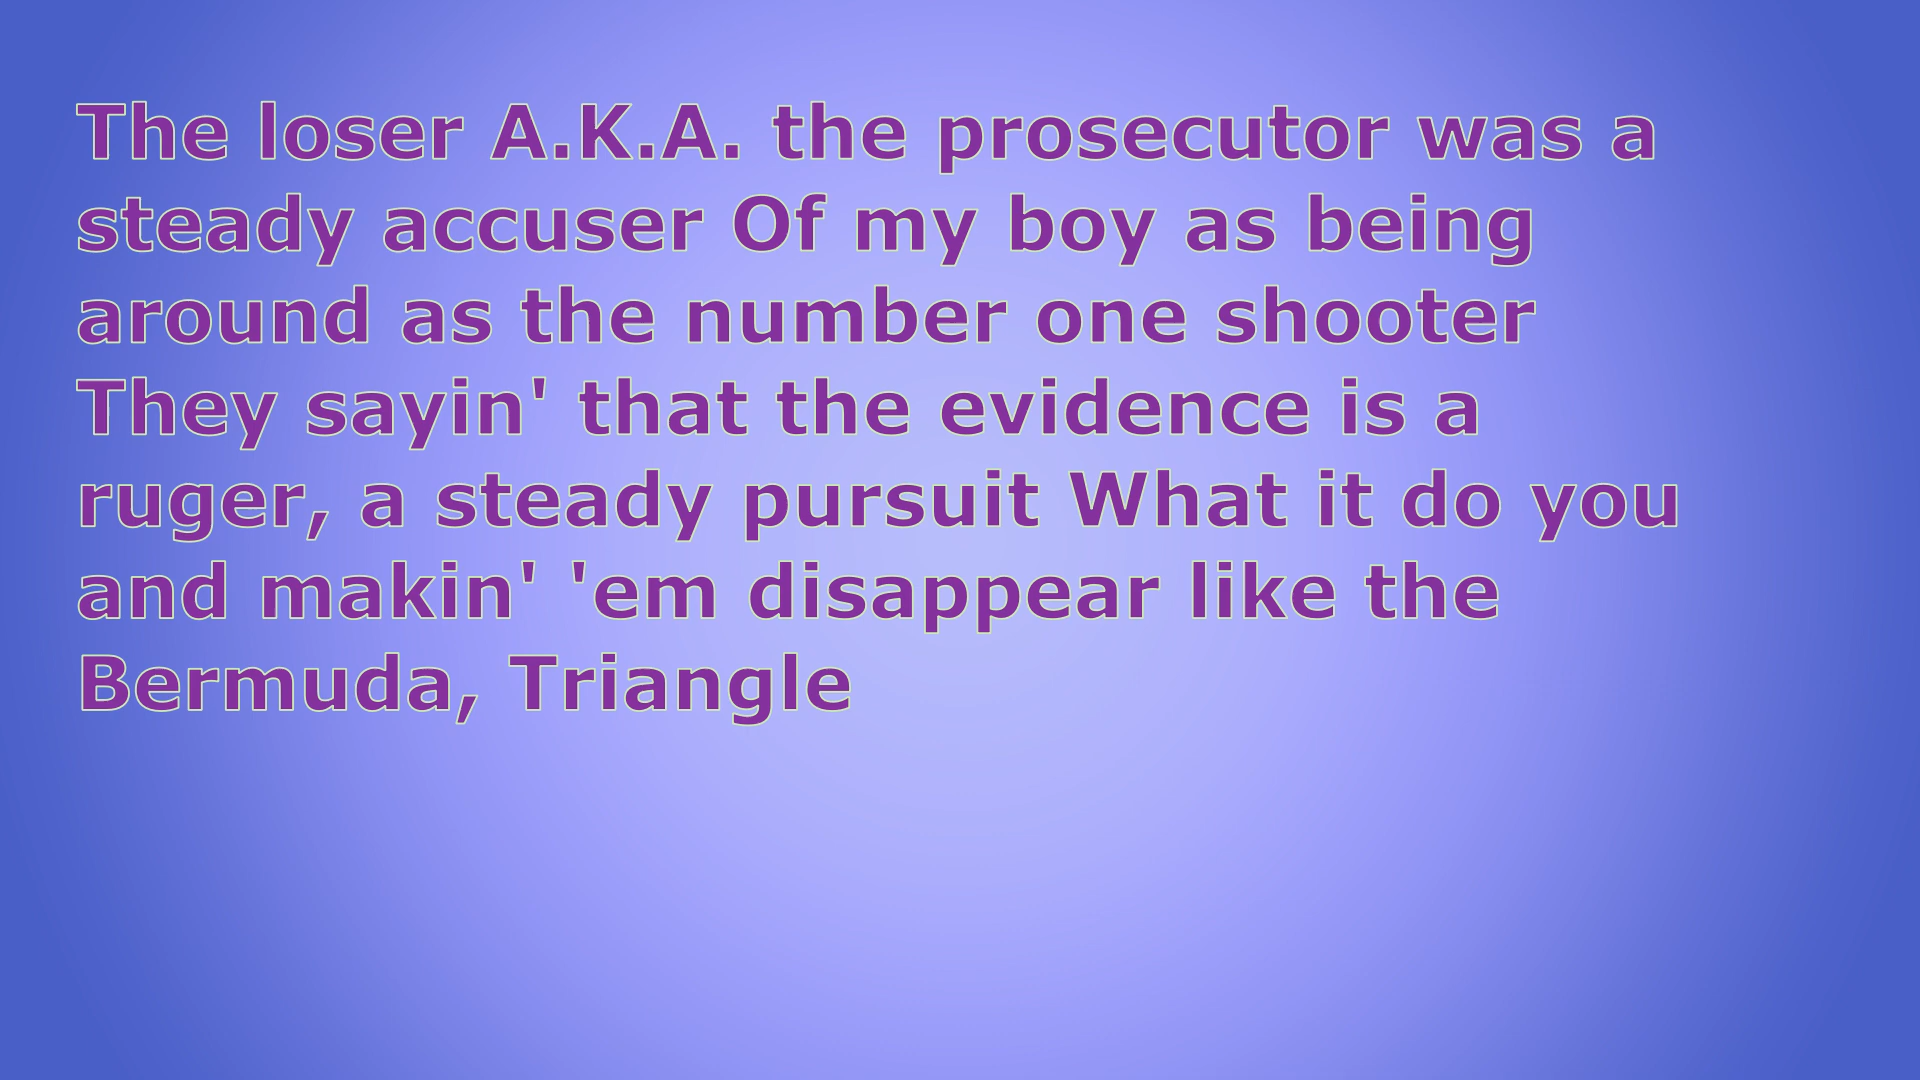 The loser A.K.A. the prosecutor was a
steady accuser Of my boy as being
around as the number one shooter
They sayin' that the evidence is a
ruger, a steady pursuit What it do you
and makin' 'em disappear like the
Bermuda, Triangle